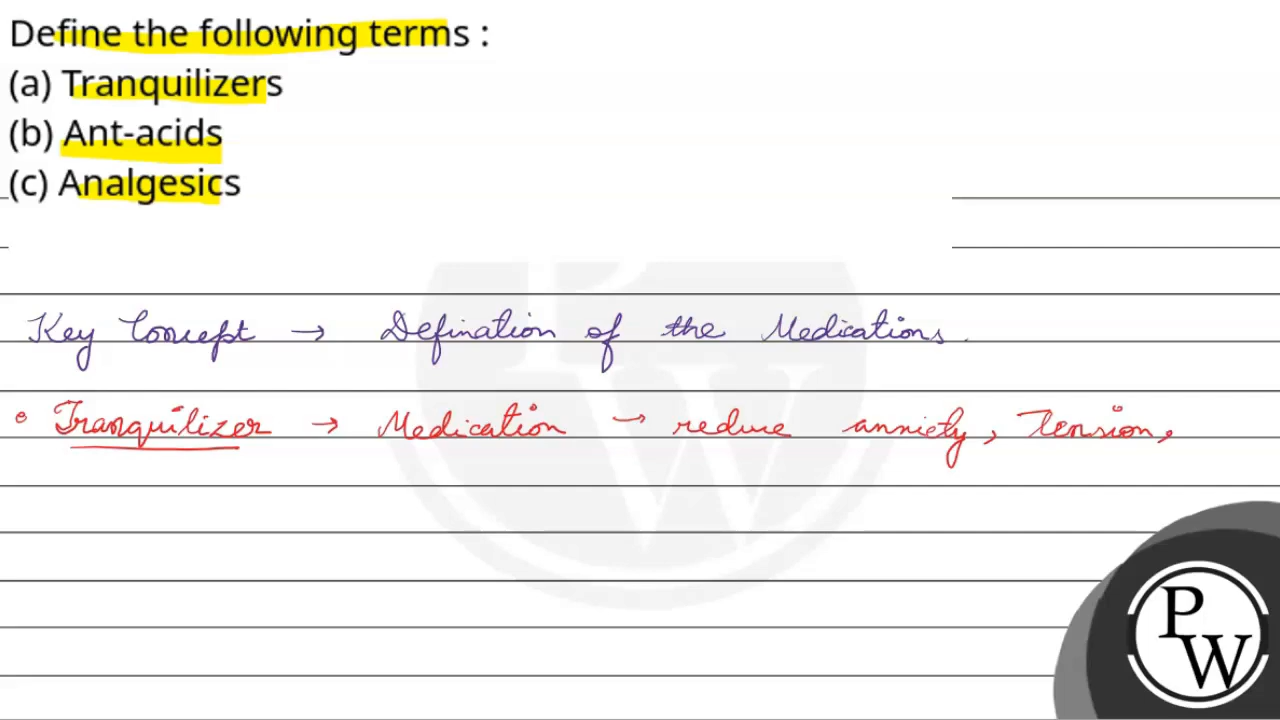 Define the following terms :
(a) Tranquilizers
(b) Ant-acids
(c) Analgesics
Key Concept → Defination of the Medications.
• Tranquilizer → Medication → reduce anniety, Tension,
PW